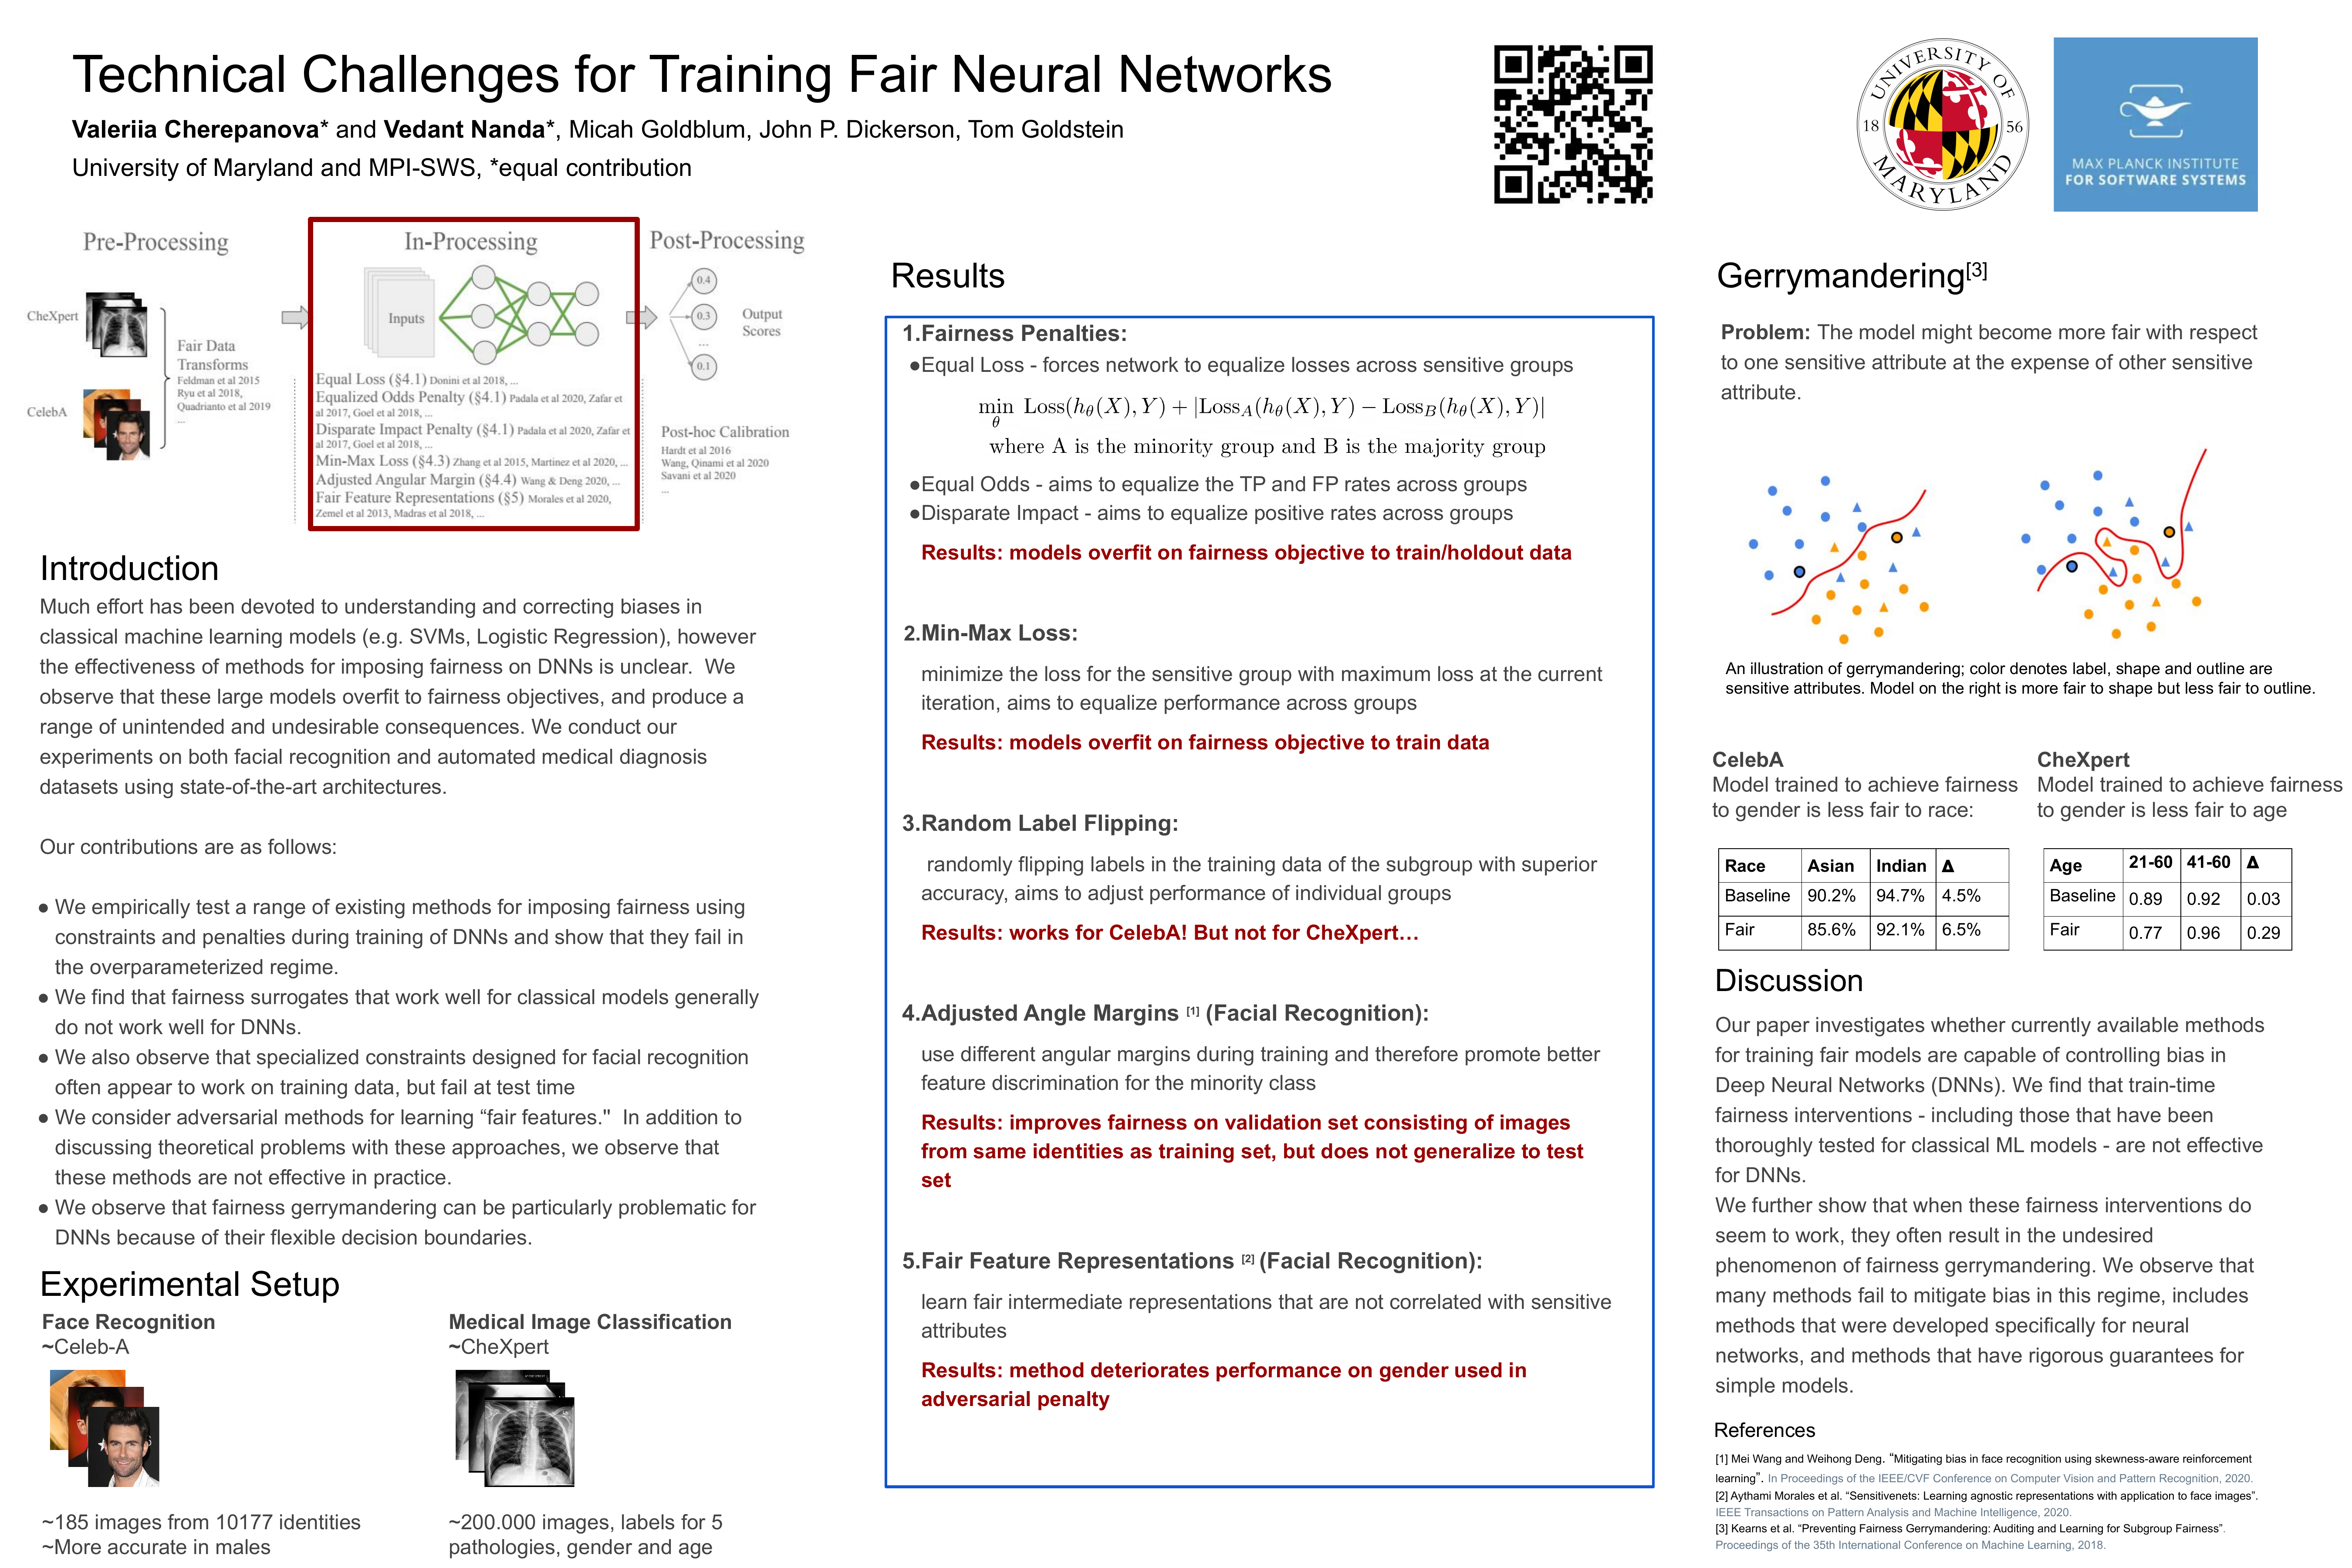 Technical Challenges for Training Fair Neural Networks
Valeriia Cherepanova* and Vedant Nanda*, Micah Goldblum, John P. Dickerson, Tom Goldstein
University of Maryland and MPI-SWS, *equal contribution
UNIVERSITY OF
18 56
MARYLAND
MAX PLANCK INSTITUTE
FOR SOFTWARE SYSTEMS
Pre-Processing
CheXpert
CelebA
Fair Data
Transforms
Feldman et al 2015
Ryu et al 2018,
Quadrianto et al 2019
...
In-Processing
Inputs
Equal Loss (§4.1) Donini et al 2018, ...
Equalized Odds Penalty (§4.1) Padala et al 2020, Zafar et
al 2017, Goel et al 2018, ...
Disparate Impact Penalty (§4.1) Padala et al 2020, Zafar et
al 2017, Goel et al 2018, ...
Min-Max Loss (§4.3) Zhang et al 2015, Martinez et al 2020, ...
Adjusted Angular Margin (§4.4) Wang & Deng 2020, ...
Fair Feature Representations (§5) Morales et al 2020,
Zemel et al 2013, Madras et al 2018, ...
Post-Processing
0.4
0.3
...
0.1
Output
Scores
Post-hoc Calibration
Hardt et al 2016
Wang, Qinami et al 2020
Savani et al 2020
...
Introduction
Much effort has been devoted to understanding and correcting biases in
classical machine learning models (e.g. SVMs, Logistic Regression), however
the effectiveness of methods for imposing fairness on DNNs is unclear. We
observe that these large models overfit to fairness objectives, and produce a
range of unintended and undesirable consequences. We conduct our
experiments on both facial recognition and automated medical diagnosis
datasets using state-of-the-art architectures.
Our contributions are as follows:
● We empirically test a range of existing methods for imposing fairness using
constraints and penalties during training of DNNs and show that they fail in
the overparameterized regime.
● We find that fairness surrogates that work well for classical models generally
do not work well for DNNs.
● We also observe that specialized constraints designed for facial recognition
often appear to work on training data, but fail at test time
● We consider adversarial methods for learning “fair features." In addition to
discussing theoretical problems with these approaches, we observe that
these methods are not effective in practice.
● We observe that fairness gerrymandering can be particularly problematic for
DNNs because of their flexible decision boundaries.
Experimental Setup
Face Recognition
~Celeb-A
~185 images from 10177 identities
~More accurate in males
Medical Image Classification
~CheXpert
~200.000 images, labels for 5
pathologies, gender and age
Results
1.Fairness Penalties:
●Equal Loss - forces network to equalize losses across sensitive groups
min Loss(hθ(X), Y) + |LossA(hθ(X), Y) − LossB(hθ(X), Y)|
θ
where A is the minority group and B is the majority group
●Equal Odds - aims to equalize the TP and FP rates across groups
●Disparate Impact - aims to equalize positive rates across groups
Results: models overfit on fairness objective to train/holdout data
2.Min-Max Loss:
minimize the loss for the sensitive group with maximum loss at the current
iteration, aims to equalize performance across groups
Results: models overfit on fairness objective to train data
3.Random Label Flipping:
randomly flipping labels in the training data of the subgroup with superior
accuracy, aims to adjust performance of individual groups
Results: works for CelebA! But not for CheXpert…
4.Adjusted Angle Margins [1] (Facial Recognition):
use different angular margins during training and therefore promote better
feature discrimination for the minority class
Results: improves fairness on validation set consisting of images
from same identities as training set, but does not generalize to test
set
5.Fair Feature Representations [2] (Facial Recognition):
learn fair intermediate representations that are not correlated with sensitive
attributes
Results: method deteriorates performance on gender used in
adversarial penalty
Gerrymandering[3]
Problem: The model might become more fair with respect
to one sensitive attribute at the expense of other sensitive
attribute.
An illustration of gerrymandering; color denotes label, shape and outline are
sensitive attributes. Model on the right is more fair to shape but less fair to outline.
CelebA
Model trained to achieve fairness
to gender is less fair to race:
Race Asian Indian Δ
Baseline 90.2% 94.7% 4.5%
Fair 85.6% 92.1% 6.5%
CheXpert
Model trained to achieve fairness
to gender is less fair to age
Age 21-60 41-60 Δ
Baseline 0.89 0.92 0.03
Fair 0.77 0.96 0.29
Discussion
Our paper investigates whether currently available methods
for training fair models are capable of controlling bias in
Deep Neural Networks (DNNs). We find that train-time
fairness interventions - including those that have been
thoroughly tested for classical ML models - are not effective
for DNNs.
We further show that when these fairness interventions do
seem to work, they often result in the undesired
phenomenon of fairness gerrymandering. We observe that
many methods fail to mitigate bias in this regime, includes
methods that were developed specifically for neural
networks, and methods that have rigorous guarantees for
simple models.
References
[1] Mei Wang and Weihong Deng. “Mitigating bias in face recognition using skewness-aware reinforcement
learning”. In Proceedings of the IEEE/CVF Conference on Computer Vision and Pattern Recognition, 2020.
[2] Aythami Morales et al. “Sensitivenets: Learning agnostic representations with application to face images”.
IEEE Transactions on Pattern Analysis and Machine Intelligence, 2020.
[3] Kearns et al. “Preventing Fairness Gerrymandering: Auditing and Learning for Subgroup Fairness”.
Proceedings of the 35th International Conference on Machine Learning, 2018.